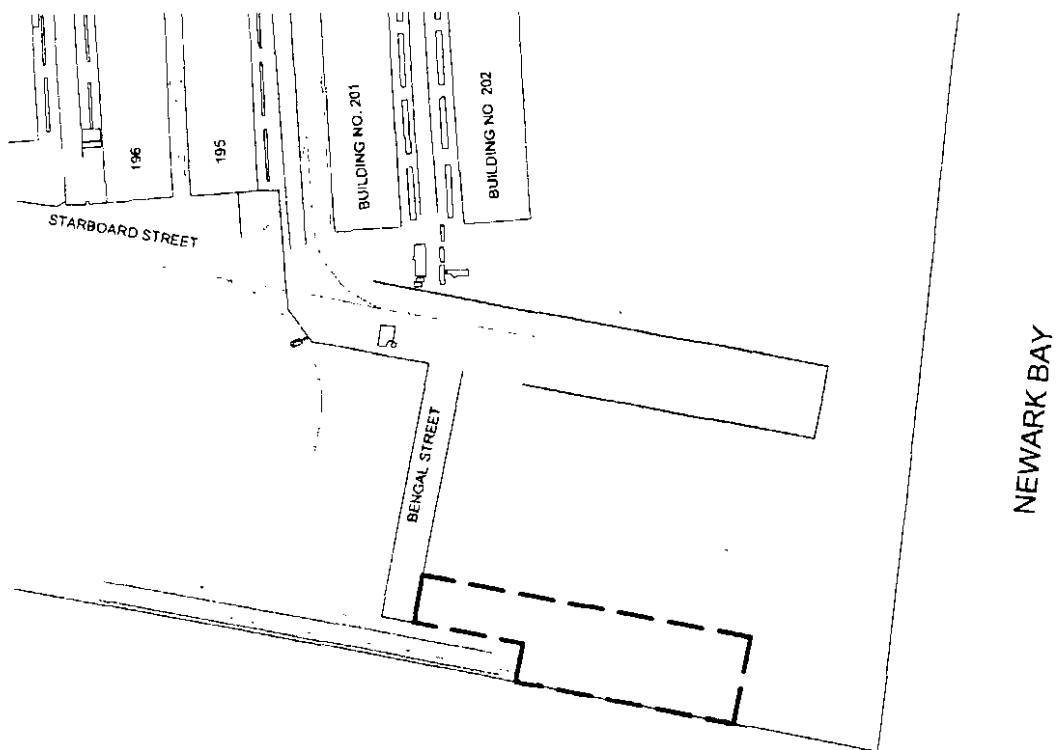 196
195
BUILDING NO. 201
BUILDING NO 202
STARBOARD STREET
BENGAL STREET
NEWARK BAY